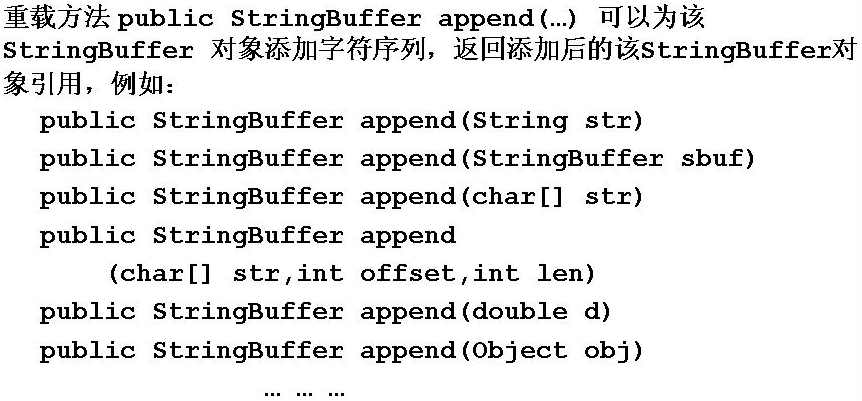 重载方法 public StringBuffer append(…) 可以为该
StringBuffer 对象添加字符序列，返回添加后的该StringBuffer对
象引用，例如：
public StringBuffer append(String str)
public StringBuffer append(StringBuffer sbuf)
public StringBuffer append(char[] str)
public StringBuffer append
(char[] str,int offset,int len)
public StringBuffer append(double d)
public StringBuffer append(Object obj)
… … …